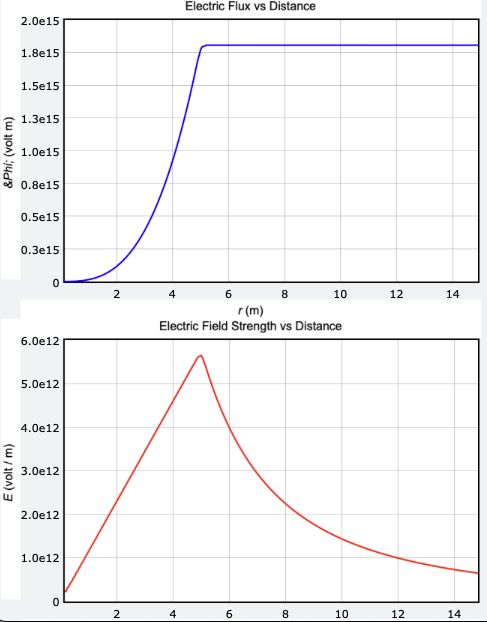 Electric Flux vs Distance
2.0e15
1.8e15
1.5e15
1.3e15
1.0e15
0.8e15
0.5e15
0.3e15
0
&Phi; (volt m)
2 4 6 8 10 12 14
r (m)
Electric Field Strength vs Distance
6.0e12
5.0e12
4.0e12
3.0e12
2.0e12
1.0e12
0
E (volt / m)
2 4 6 8 10 12 14